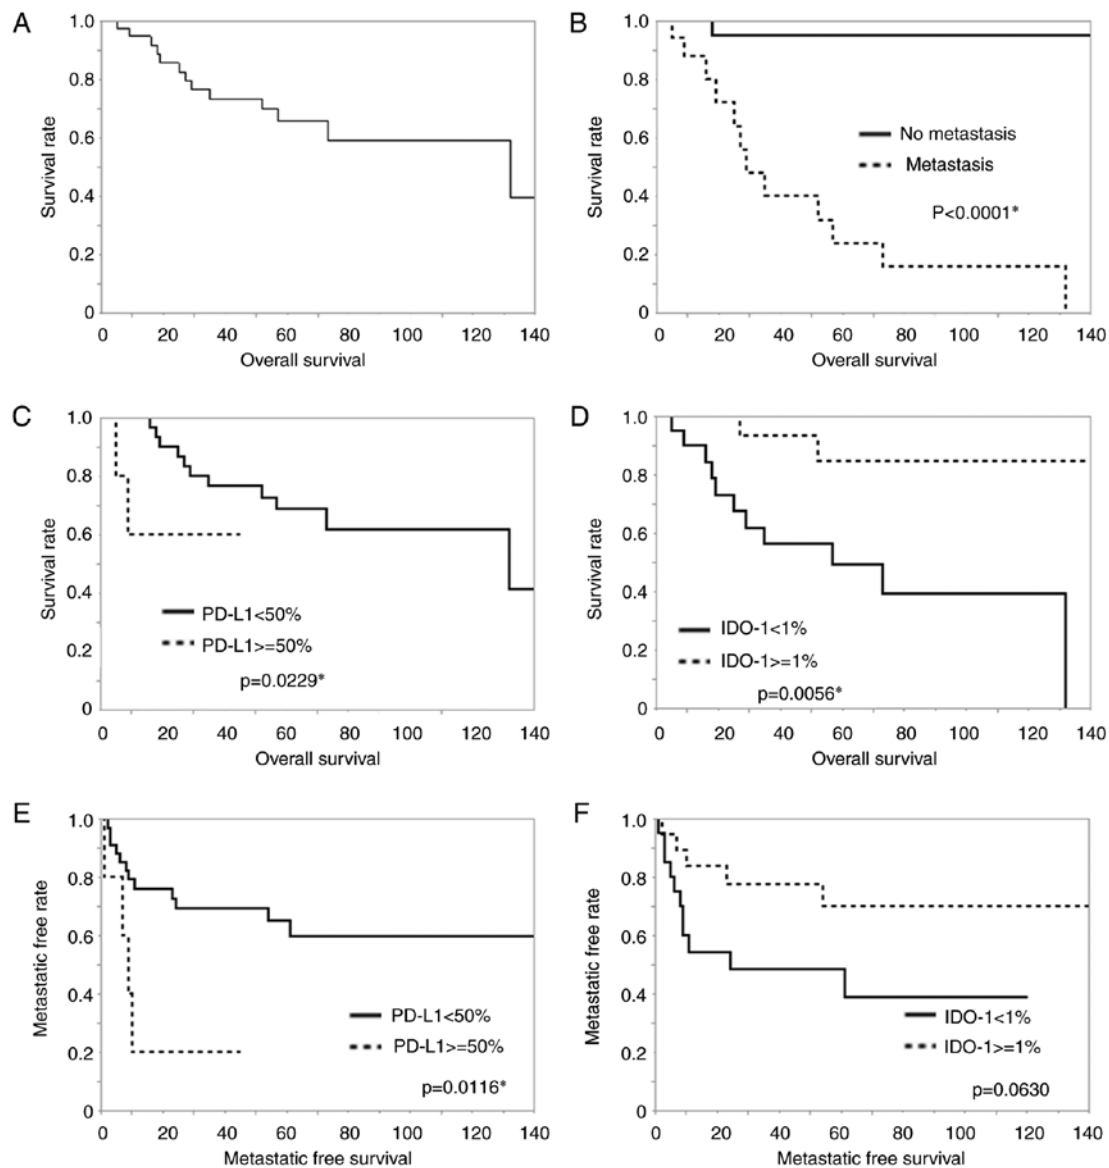 A
1.0
0.8
0.6
0.4
0.2
0
Survival rate
0 20 40 60 80 100 120 140
Overall survival
B
1.0
0.8
0.6
0.4
0.2
0
Survival rate
No metastasis
Metastasis
P<0.0001*
0 20 40 60 80 100 120 140
Overall survival
C
1.0
0.8
0.6
0.4
0.2
0
Survival rate
PD-L1<50%
PD-L1>=50%
p=0.0229*
0 20 40 60 80 100 120 140
Overall survival
D
1.0
0.8
0.6
0.4
0.2
0
Survival rate
IDO-1<1%
IDO-1>=1%
p=0.0056*
0 20 40 60 80 100 120 140
Overall survival
E
1.0
0.8
0.6
0.4
0.2
0
Metastatic free rate
PD-L1<50%
PD-L1>=50%
p=0.0116*
0 20 40 60 80 100 120 140
Metastatic free survival
F
1.0
0.8
0.6
0.4
0.2
0
Metastatic free rate
IDO-1<1%
IDO-1>=1%
p=0.0630
0 20 40 60 80 100 120 140
Metastatic free survival